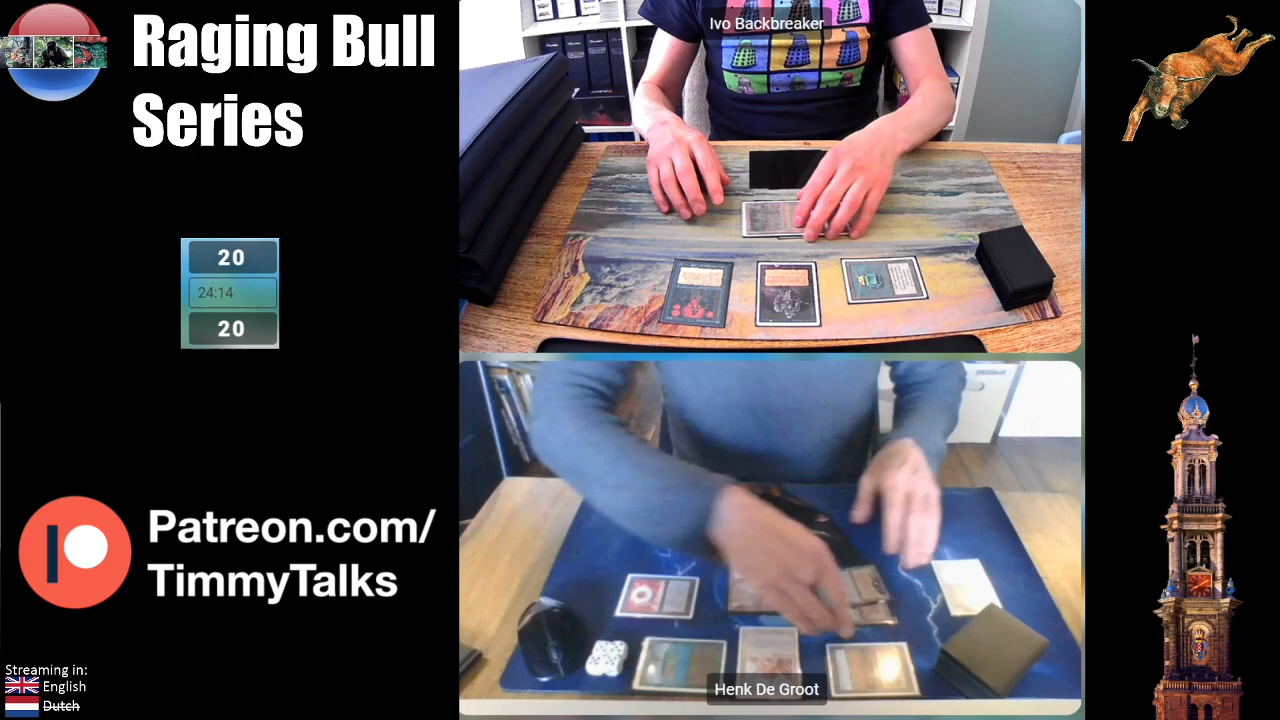 Raging Bull
Series
20
24:14
20
Patreon.com/
TimmyTalks
Streaming in:
English
Dutch
Ivo Backbreaker
Henk De Groot